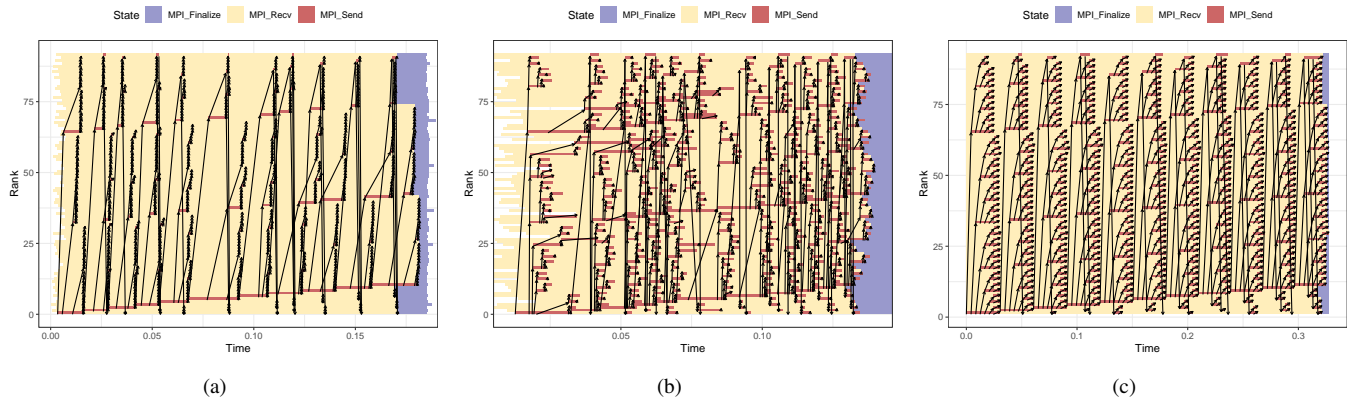 State MPI_Finalize MPI_Recv MPI_Send
75
50
25
0
Rank
0.00 0.05 0.10 0.15
Time
(a)
State MPI_Finalize MPI_Recv MPI_Send
75
50
25
0
Rank
0.05 0.10
Time
(b)
State MPI_Finalize MPI_Recv MPI_Send
75
50
25
0
Rank
0.0 0.1 0.2 0.3
Time
(c)